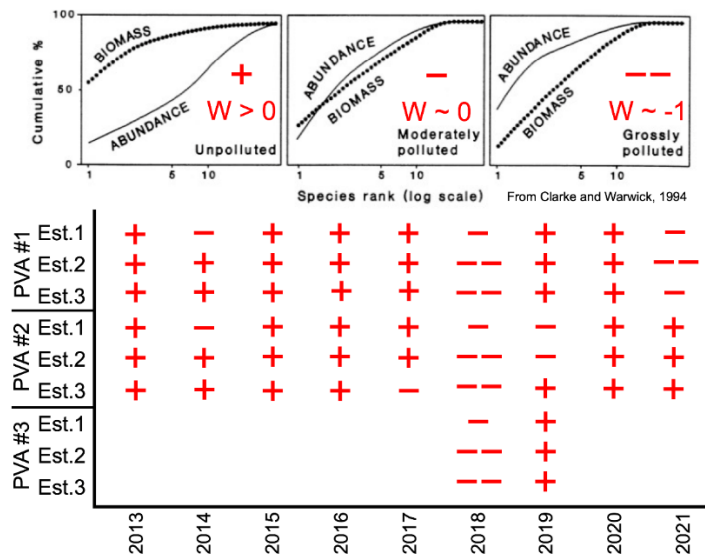 Cumulative %
100
50
0
BIOMASS
ABUNDANCE
+
W > 0
Unpolluted
1 5 10
ABUNDANCE
BIOMASS
−
W ~ 0
Moderately
polluted
1 10
ABUNDANCE
BIOMASS
− −
W ~ -1
Grossly
polluted
1 5 10
Species rank (log scale)
From Clarke and Warwick, 1994
PVA #1
Est.1 + − + + + − + + −
Est.2 + + + + + − − + + − −
Est.3 + + + + + − − + + −
PVA #2
Est.1 + − + + + − − + +
Est.2 + + + + + − − − + +
Est.3 + + + + − − − + + +
PVA #3
Est.1 − +
Est.2 − − +
Est.3 − − +
2013 2014 2015 2016 2017 2018 2019 2020 2021